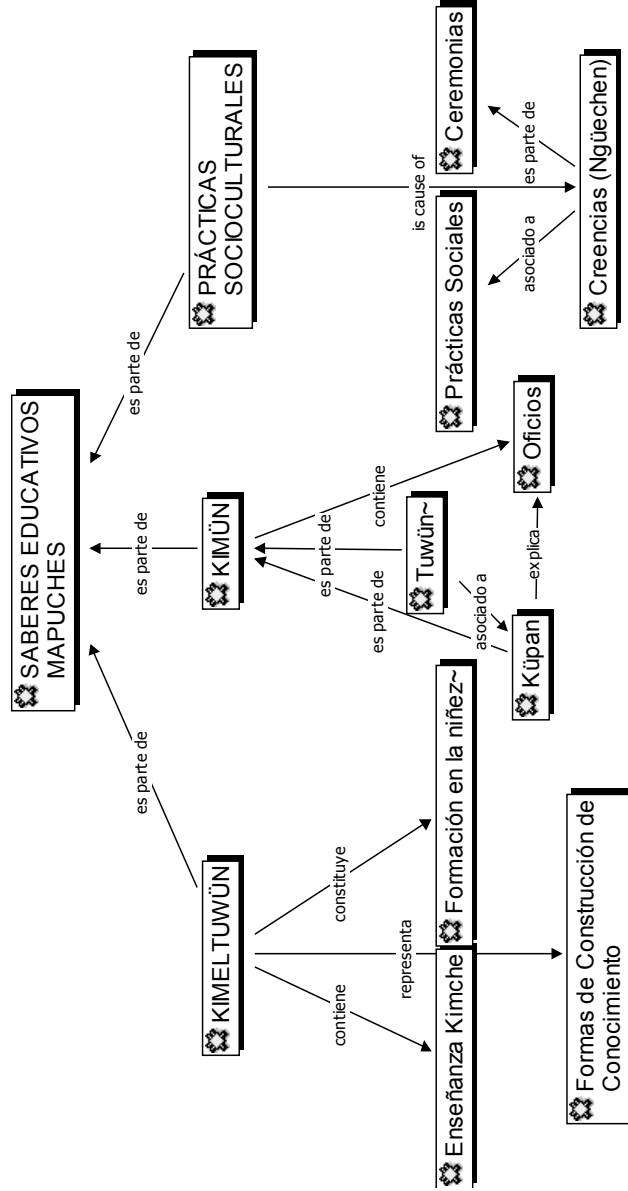 SABERES EDUCATIVOS
MAPUCHES
es parte de
es parte de
es parte de
KIMELTUWÜN
KIMÜN
PRÁCTICAS
SOCIOCULTURALES
contiene
representa
constituye
es parte de
es parte de
contiene
is cause of
Enseñanza Kimche
Formación en la niñez~
Tuwün~
Prácticas Sociales
Ceremonias
asociado a
asociado a
es parte de
Küpan
explica
Oficios
Formas de Construcción de
Conocimiento
Creencias (Ngüechen)